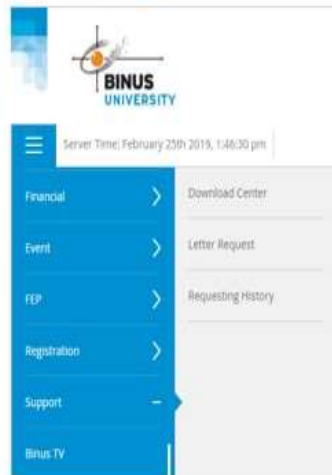 BINUS
UNIVERSITY
Server Time: February 25th 2019, 1:46:30 pm
Financial
Event
FEP
Registration
Support
Binus TV
Download Center
Letter Request
Requesting History